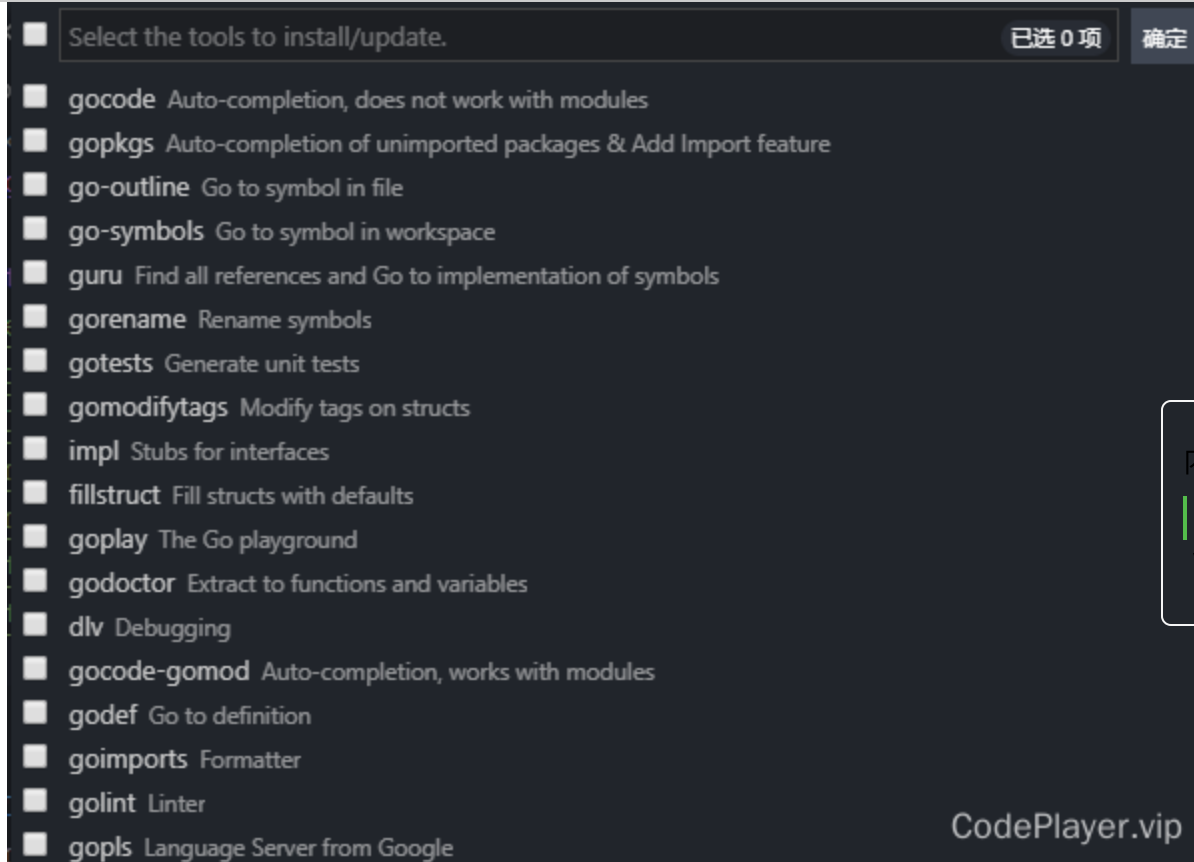 Select the tools to install/update. 已选 0 项 确定
gocode Auto-completion, does not work with modules
gopkgs Auto-completion of unimported packages & Add Import feature
go-outline Go to symbol in file
go-symbols Go to symbol in workspace
guru Find all references and Go to implementation of symbols
gorename Rename symbols
gotests Generate unit tests
gomodifytags Modify tags on structs
impl Stubs for interfaces
fillstruct Fill structs with defaults
goplay The Go playground
godoctor Extract to functions and variables
dlv Debugging
gocode-gomod Auto-completion, works with modules
godef Go to definition
goimports Formatter
golint Linter
gopls Language Server from Google
CodePlayer.vip